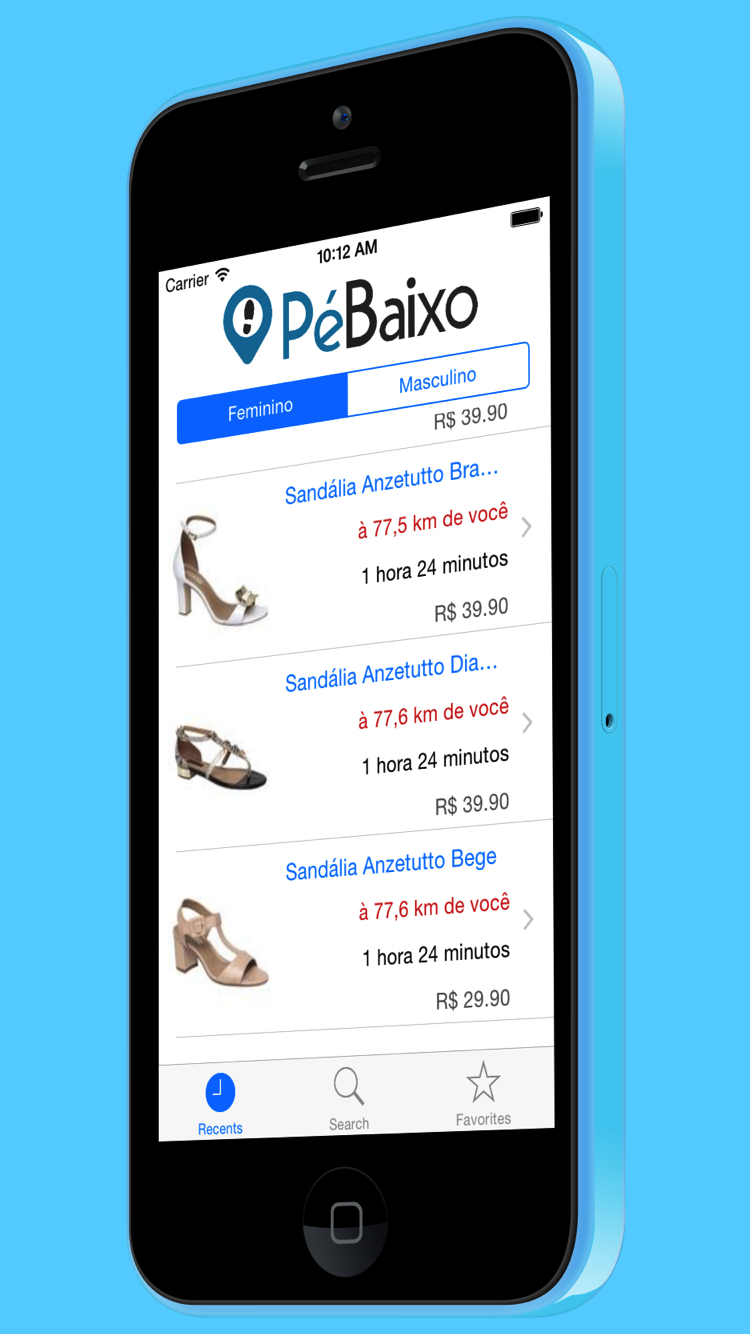 Carrier
10:12 AM
PéBaixo
Feminino
Masculino
R$ 39.90
Sandália Anzetutto Bra...
à 77,5 km de você
1 hora 24 minutos
R$ 39.90
Sandália Anzetutto Dia...
à 77,6 km de você
1 hora 24 minutos
R$ 39.90
Sandália Anzetutto Bege
à 77,6 km de você
1 hora 24 minutos
R$ 29.90
Recents
Search
Favorites